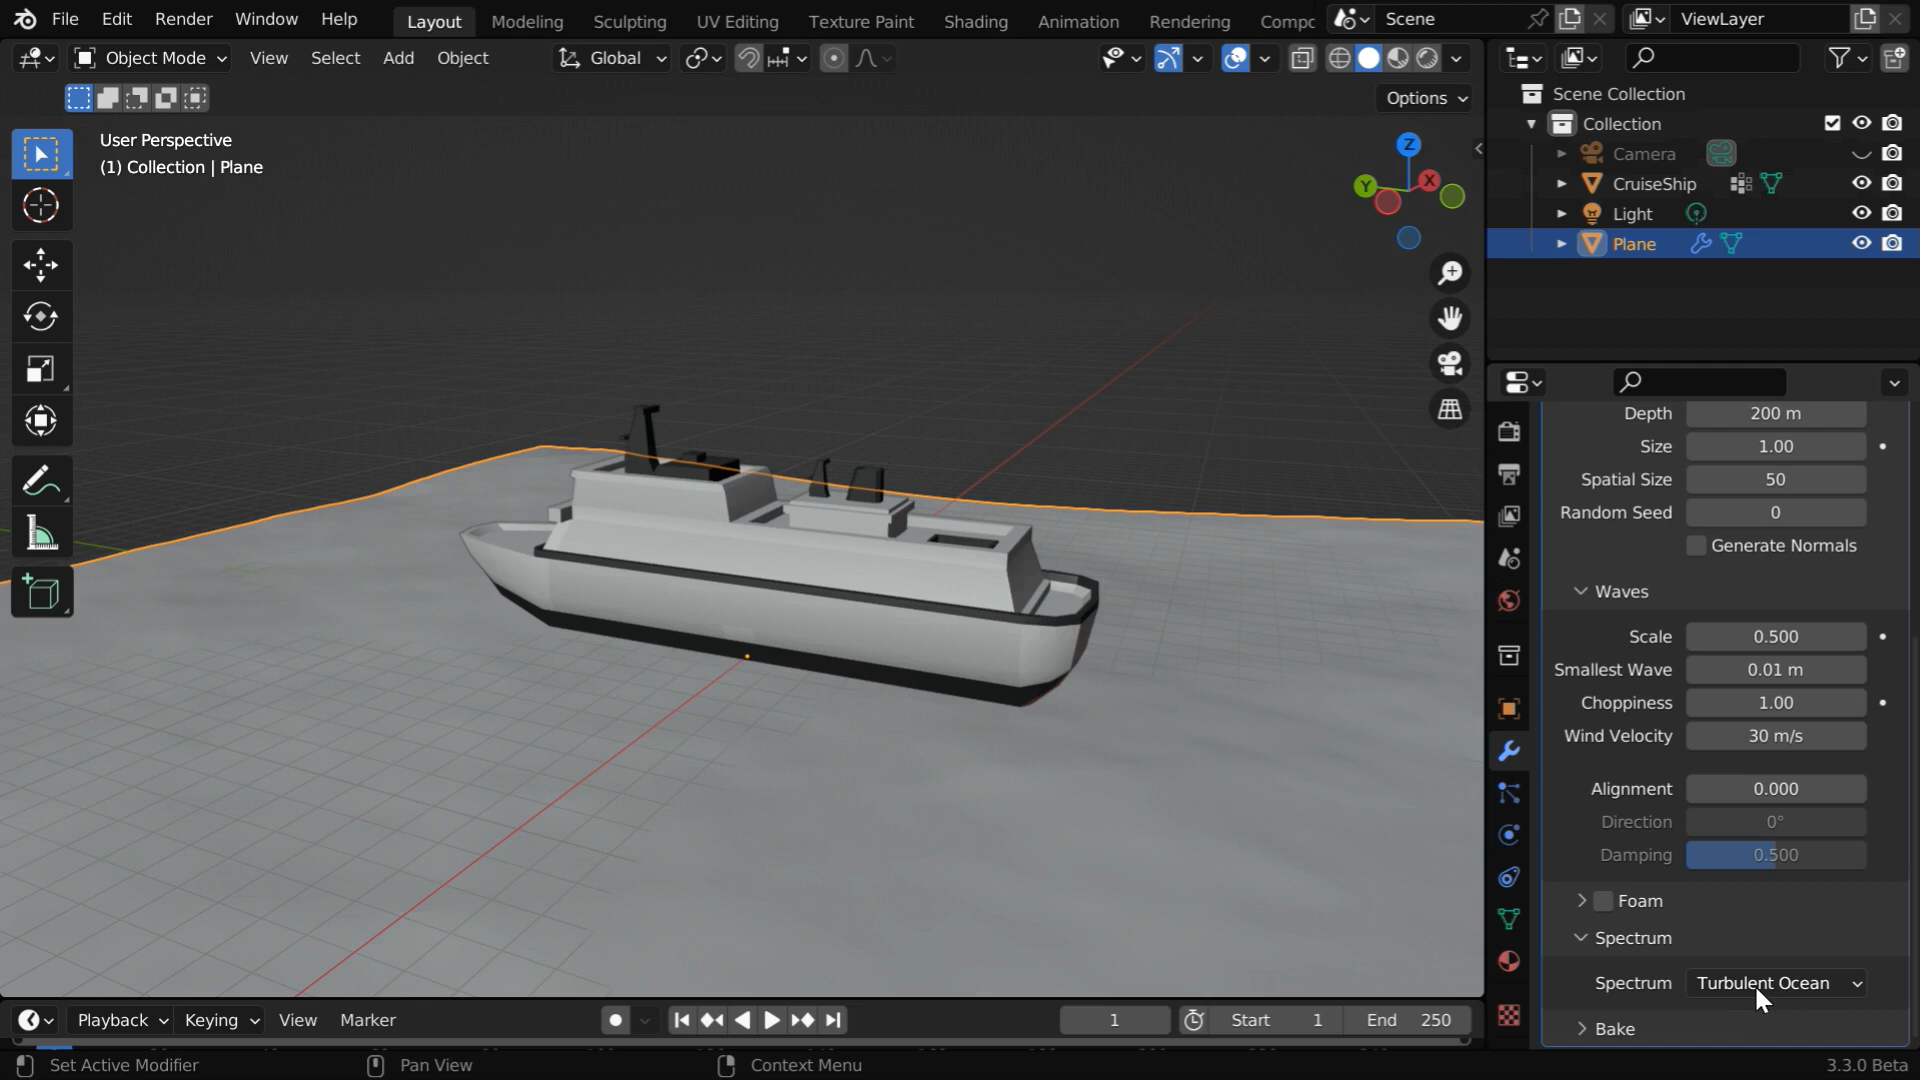 File Edit Render Window Help Layout Modeling Sculpting UV Editing Texture Paint Shading Animation Rendering Compc Scene ViewLayer
Object Mode View Select Add Object Global
Options
User Perspective
(1) Collection | Plane
Z
Y
X
Scene Collection
Collection
Camera
CruiseShip
Light
Plane
Depth 200 m
Size 1.00
Spatial Size 50
Random Seed 0
Generate Normals
Waves
Scale 0.500
Smallest Wave 0.01 m
Choppiness 1.00
Wind Velocity 30 m/s
Alignment 0.000
Direction 0°
Damping 0.500
Foam
Spectrum
Spectrum Turbulent Ocean
Bake
Playback Keying View Marker 1 Start 1 End 250
Set Active Modifier Pan View Context Menu 3.3.0 Beta